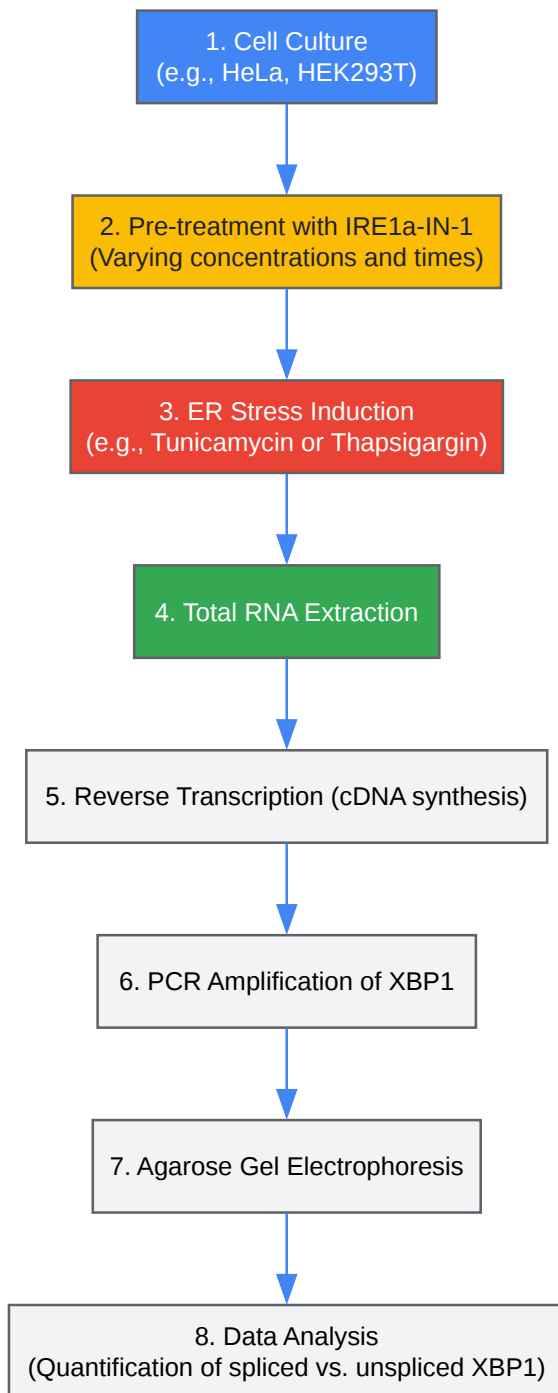 1. Cell Culture
(e.g., HeLa, HEK293T)
2. Pre-treatment with IRE1a-IN-1
(Varying concentrations and times)
3. ER Stress Induction
(e.g., Tunicamycin or Thapsigargin)
4. Total RNA Extraction
5. Reverse Transcription (cDNA synthesis)
6. PCR Amplification of XBP1
7. Agarose Gel Electrophoresis
8. Data Analysis
(Quantification of spliced vs. unspliced XBP1)